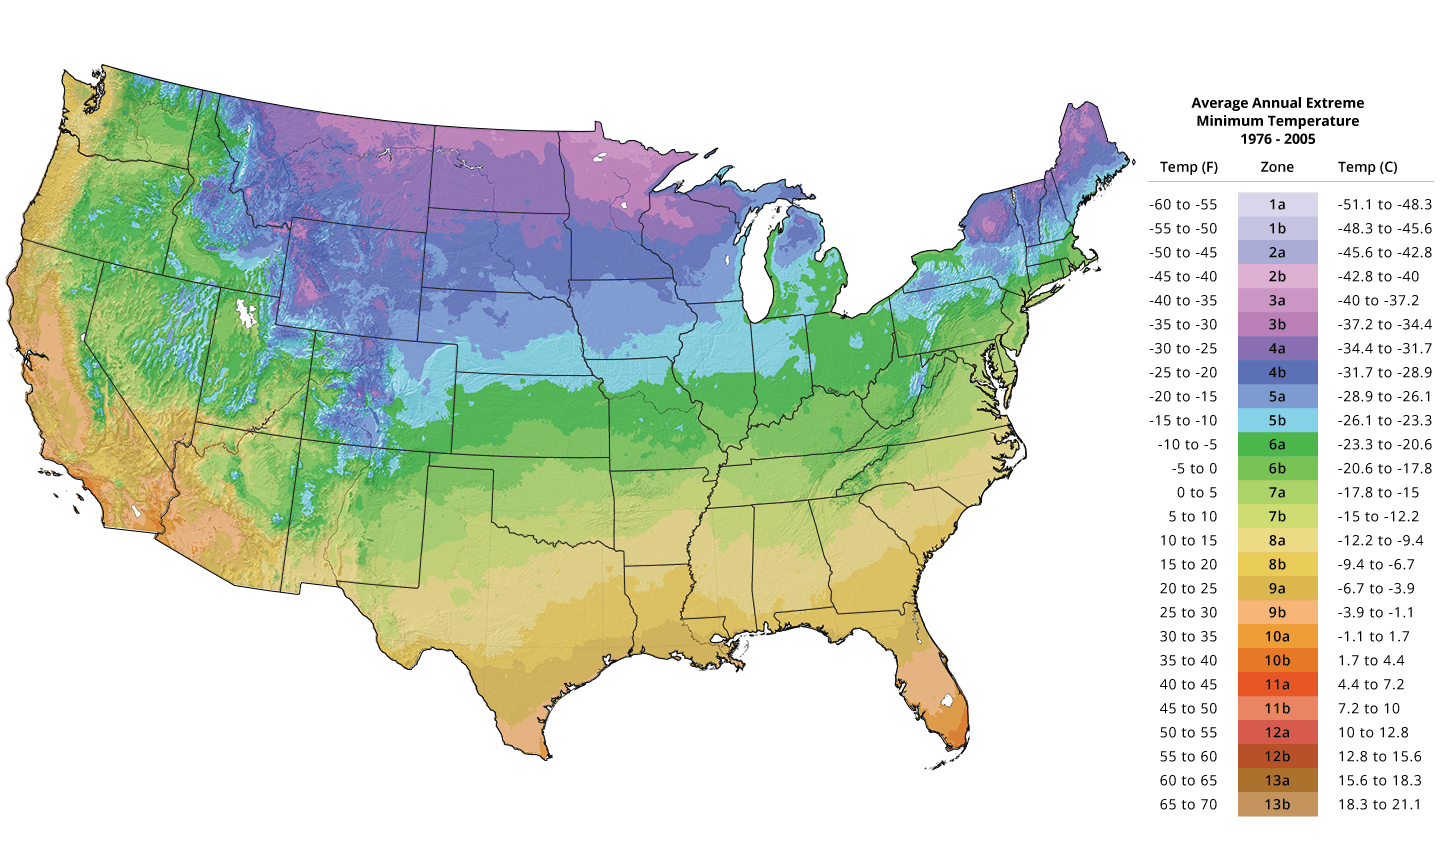 Average Annual Extreme
Minimum Temperature
1976 - 2005
Temp (F) Zone Temp (C)
-60 to -55 1a -51.1 to -48.3
-55 to -50 1b -48.3 to -45.6
-50 to -45 2a -45.6 to -42.8
-45 to -40 2b -42.8 to -40
-40 to -35 3a -40 to -37.2
-35 to -30 3b -37.2 to -34.4
-30 to -25 4a -34.4 to -31.7
-25 to -20 4b -31.7 to -28.9
-20 to -15 5a -28.9 to -26.1
-15 to -10 5b -26.1 to -23.3
-10 to -5 6a -23.3 to -20.6
-5 to 0 6b -20.6 to -17.8
0 to 5 7a -17.8 to -15
5 to 10 7b -15 to -12.2
10 to 15 8a -12.2 to -9.4
15 to 20 8b -9.4 to -6.7
20 to 25 9a -6.7 to -3.9
25 to 30 9b -3.9 to -1.1
30 to 35 10a -1.1 to 1.7
35 to 40 10b 1.7 to 4.4
40 to 45 11a 4.4 to 7.2
45 to 50 11b 7.2 to 10
50 to 55 12a 10 to 12.8
55 to 60 12b 12.8 to 15.6
60 to 65 13a 15.6 to 18.3
65 to 70 13b 18.3 to 21.1